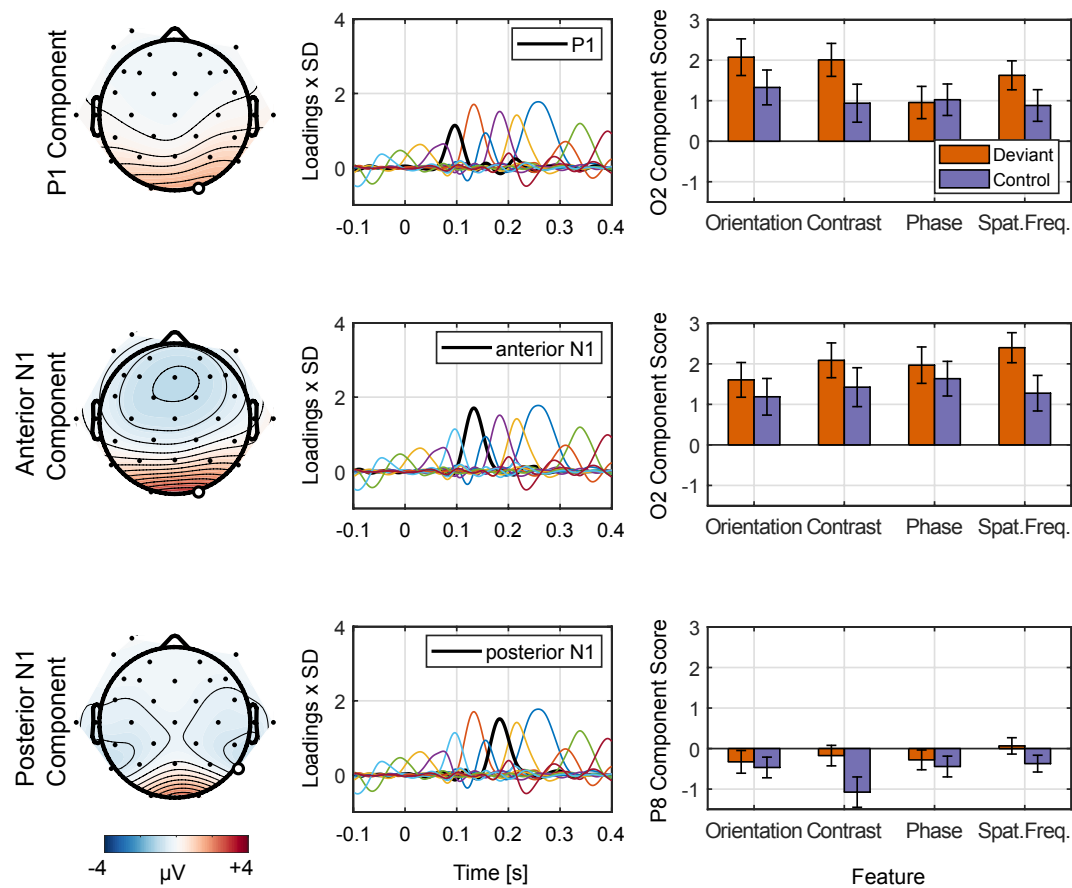 P1 Component
Loadings x SD
4
2
0
P1
-0.1 0 0.1 0.2 0.3 0.4
O2 Component Score
3
2
1
0
-1
Deviant
Control
Orientation Contrast Phase Spat.Freq.
Anterior N1
Component
Loadings x SD
4
2
0
anterior N1
-0.1 0 0.1 0.2 0.3 0.4
O2 Component Score
3
2
1
0
-1
Orientation Contrast Phase Spat.Freq.
Posterior N1
Component
Loadings x SD
4
2
0
posterior N1
-0.1 0 0.1 0.2 0.3 0.4
Time [s]
P8 Component Score
3
2
1
0
-1
Orientation Contrast Phase Spat.Freq.
Feature
-4 µV +4